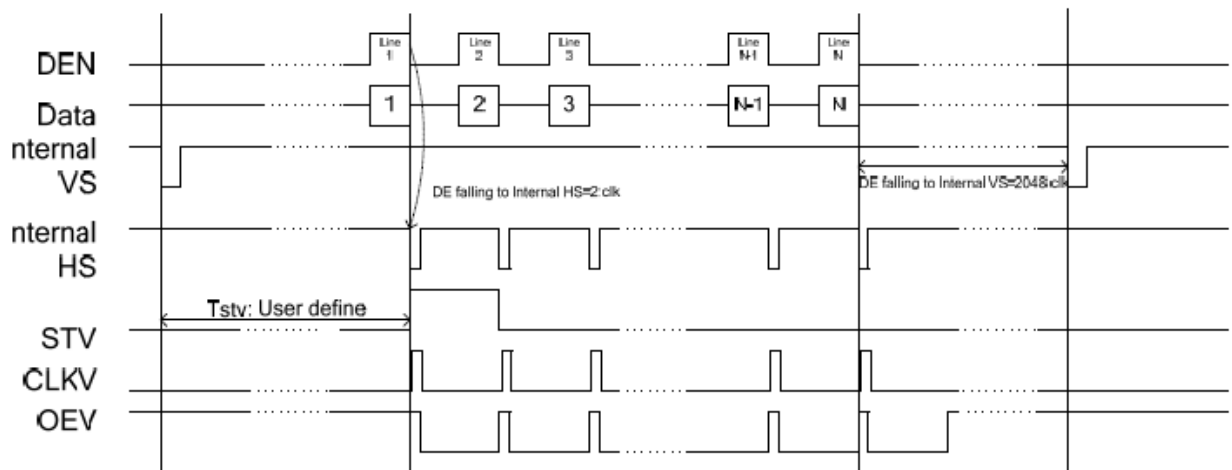 DEN
Line 1
Line 2
Line 3
Line N-1
Line N
Data
1
2
3
N-1
N
nternal VS
DE falling to Internal HS=2 clk
DE falling to Internal VS=2048 clk
nternal HS
Tstv: User define
STV
CLKV
OEV